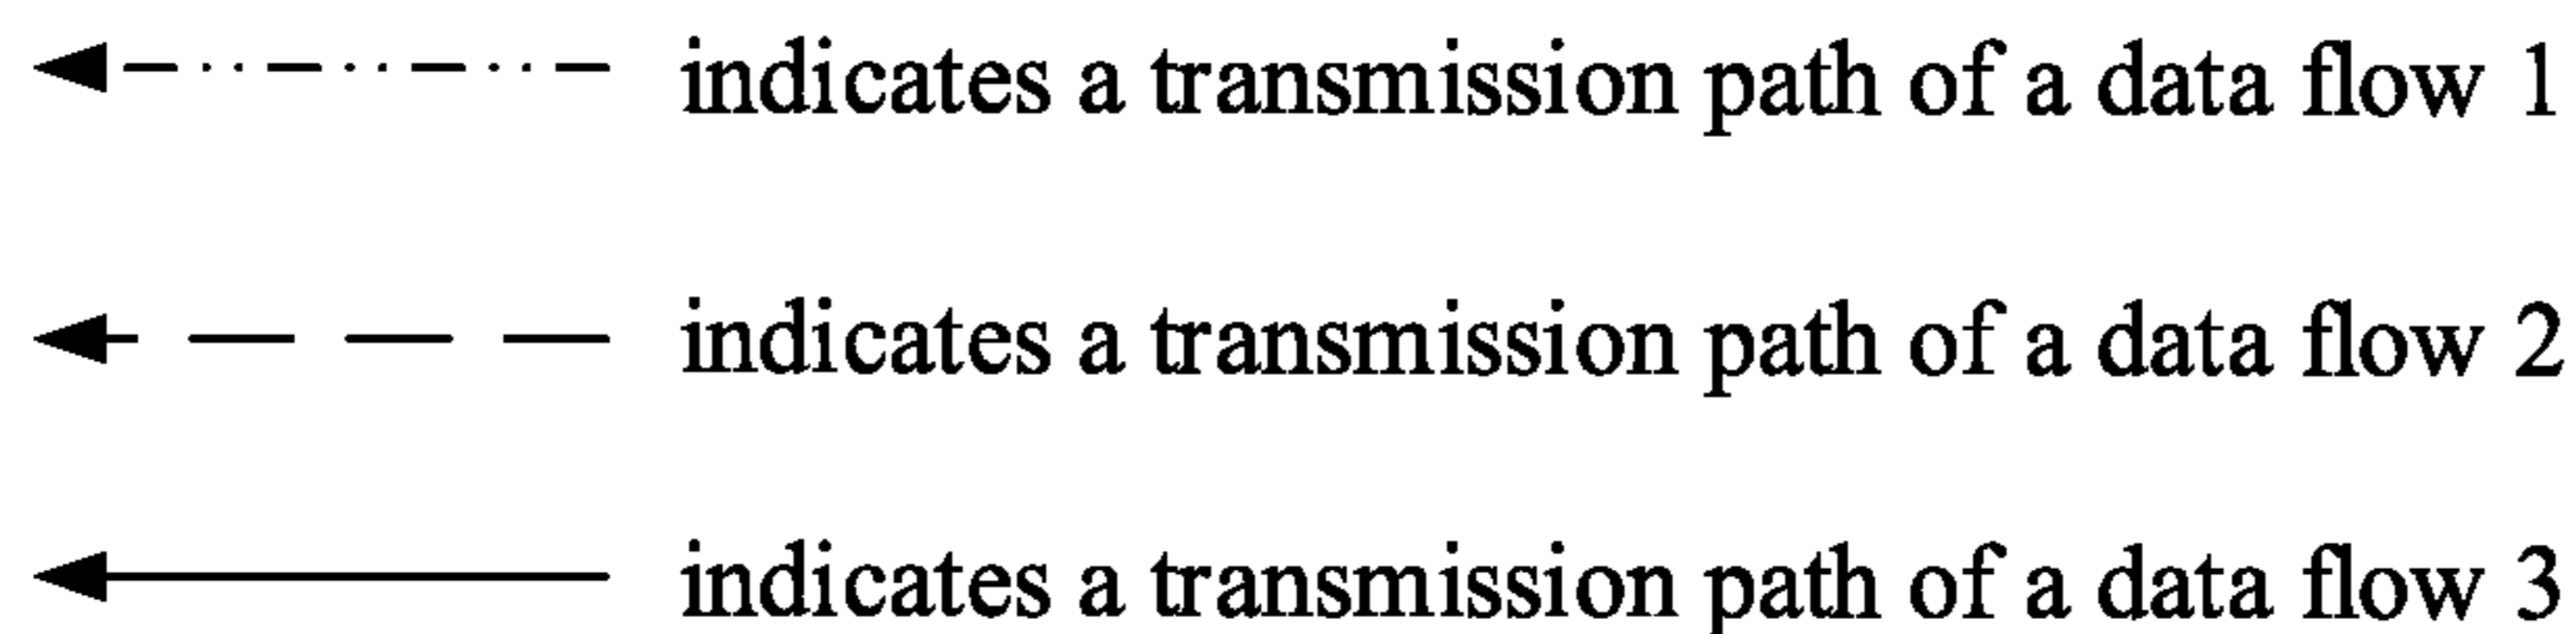 indicates a transmission path of a data flow 1
indicates a transmission path of a data flow 2
indicates a transmission path of a data flow 3